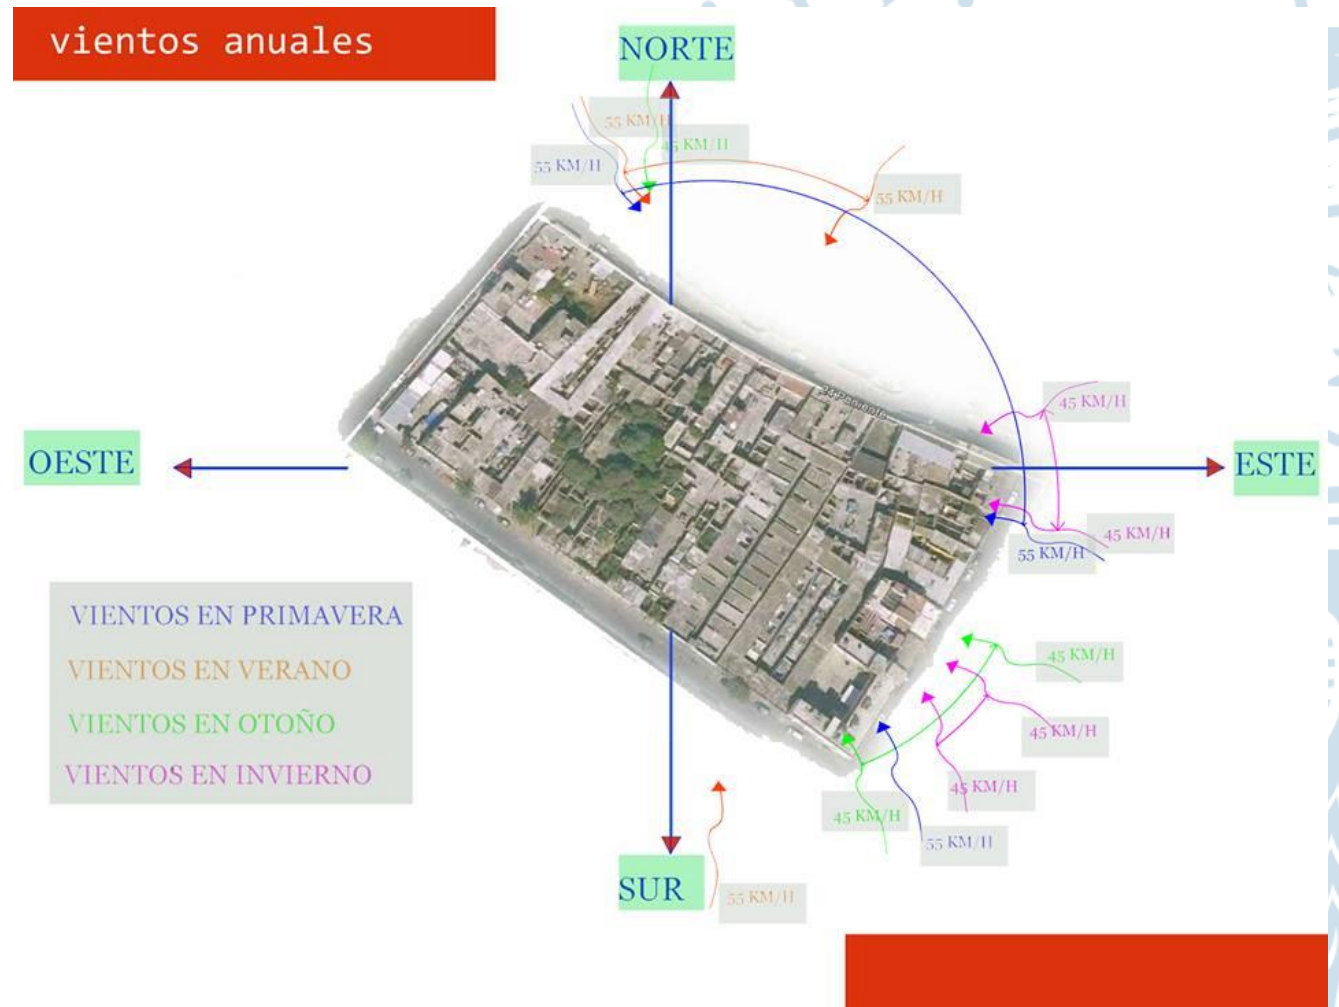 vientos anuales
NORTE
55 KM/H
45 KM/H
55 KM/H
55 KM/H
24 Poniente
45 KM/H
OESTE
ESTE
45 KM/H
55 KM/H
VIENTOS EN PRIMAVERA
VIENTOS EN VERANO
VIENTOS EN OTOÑO
VIENTOS EN INVIERNO
45 KM/H
45 KM/H
45 KM/H
45 KM/H
55 KM/H
SUR
55 KM/H